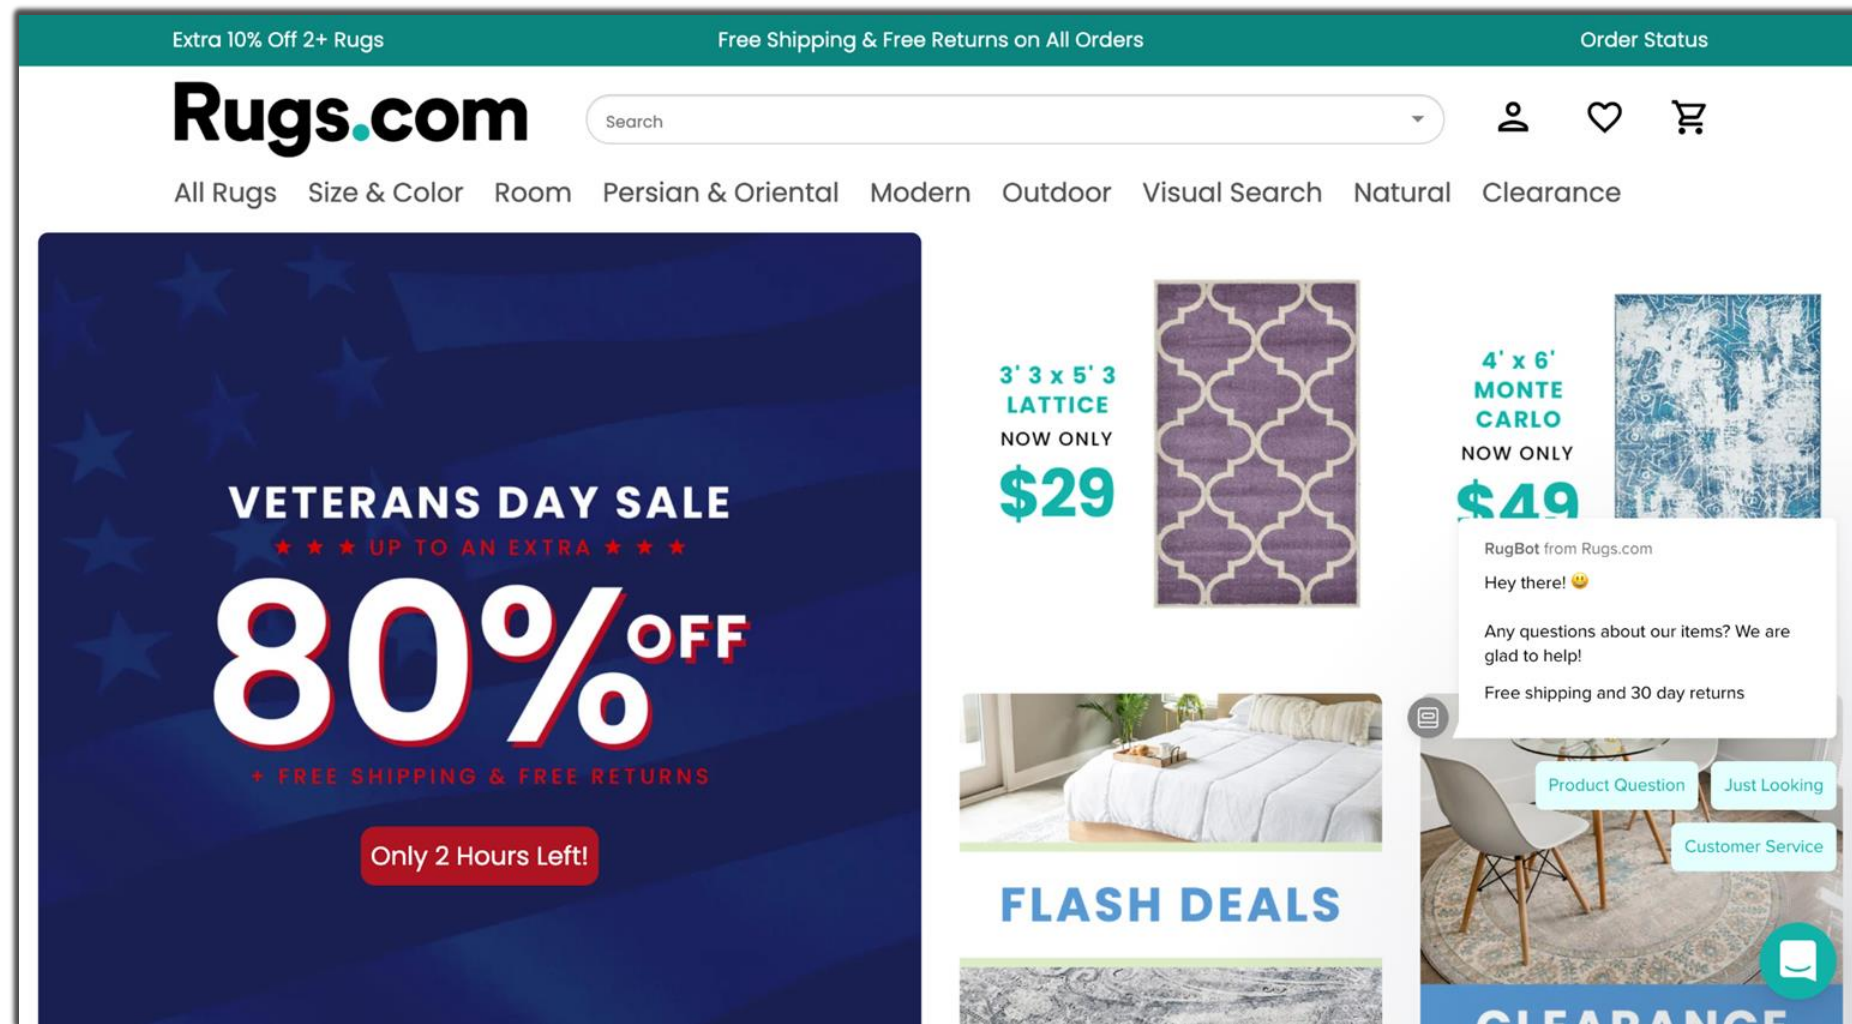 Extra 10% Off 2+ Rugs
Free Shipping & Free Returns on All Orders
Order Status
Rugs.com
Search
All Rugs
Size & Color
Room
Persian & Oriental
Modern
Outdoor
Visual Search
Natural
Clearance
VETERANS DAY SALE
★ ★ ★ UP TO AN EXTRA ★ ★ ★
80% OFF
+ FREE SHIPPING & FREE RETURNS
Only 2 Hours Left!
3' 3 x 5' 3
LATTICE
NOW ONLY
$29
4' x 6'
MONTE
CARLO
NOW ONLY
$49
RugBot from Rugs.com
Hey there! 😃
Any questions about our items? We are
glad to help!
Free shipping and 30 day returns
Product Question
Just Looking
Customer Service
FLASH DEALS
CLEARANCE